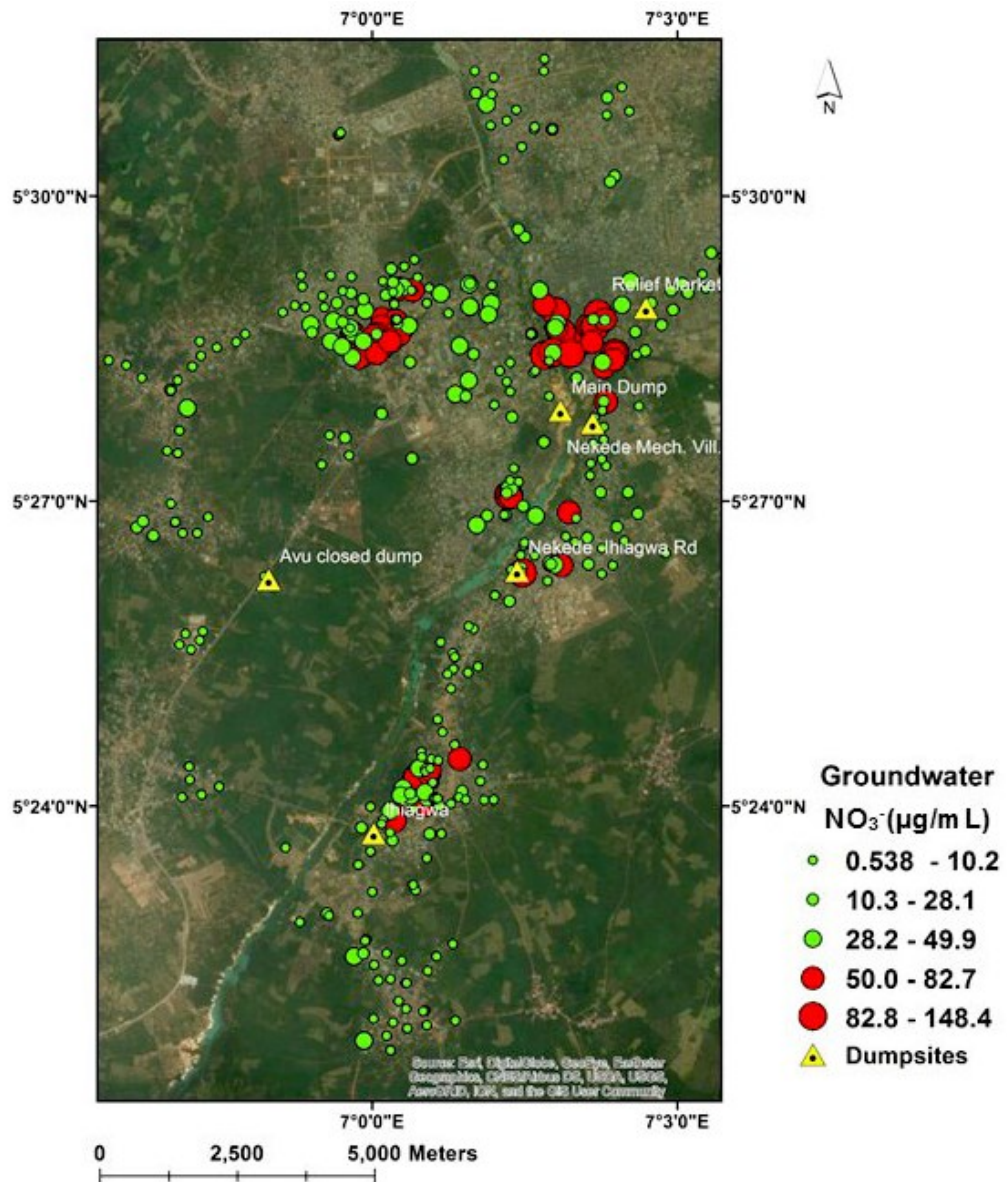 7°0'0"E 7°3'0"E
N
5°30'0"N 5°30'0"N
Relief Market
Main Dump
Nekede Mech. Vill.
5°27'0"N 5°27'0"N
Avu closed dump
Nekede -Ihiagwa Rd
5°24'0"N 5°24'0"N
Ihiagwa
Groundwater
NO₃⁻(µg/mL)
0.538 - 10.2
10.3 - 28.1
28.2 - 49.9
50.0 - 82.7
82.8 - 148.4
Dumpsites
Source: Esri, DigitalGlobe, GeoEye, Earthstar
Geographics, CNES/Airbus DS, USDA, USGS,
AeroGRID, IGN, and the GIS User Community
7°0'0"E 7°3'0"E
0 2,500 5,000 Meters